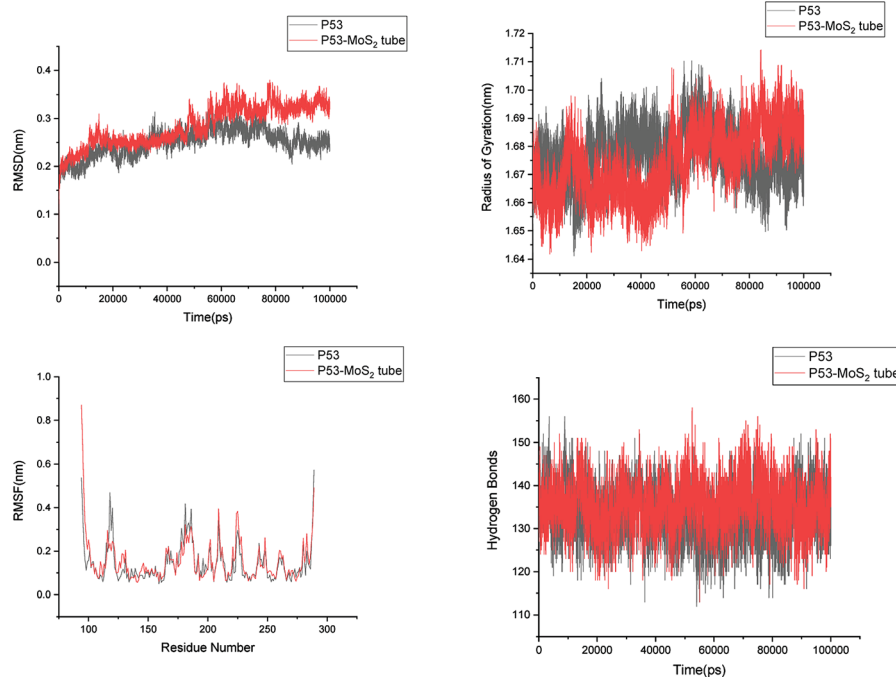 P53
P53-MoS₂ tube
0.4
0.3
0.2
0.1
0.0
RMSD(nm)
0 20000 40000 60000 80000 100000
Time(ps)
P53
P53-MoS₂ tube
1.72
1.71
1.70
1.69
1.68
1.67
1.66
1.65
1.64
Radius of Gyration(nm)
0 20000 40000 60000 80000 100000
Time(ps)
P53
P53-MoS₂ tube
1.0
0.8
0.6
0.4
0.2
0.0
RMSF(nm)
100 150 200 250 300
Residue Number
P53
P53-MoS₂ tube
160
150
140
130
120
110
Hydrogen Bonds
0 20000 40000 60000 80000 100000
Time(ps)